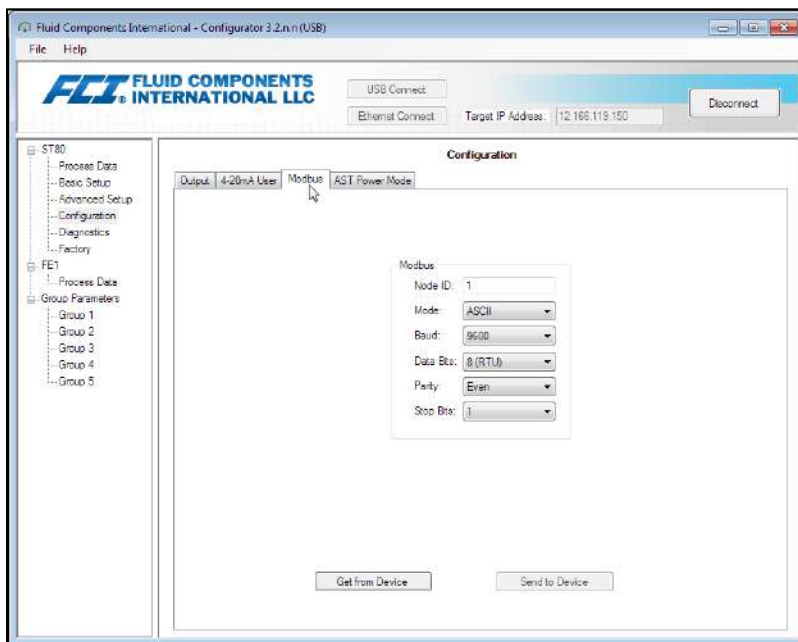 Fluid Components International - Configurator 3.2.n.n (USB)
File Help
FCI ® FLUID COMPONENTS
INTERNATIONAL LLC
USB Connect
Ethernet Connect Target IP Address: 12.166.119.150
Disconnect
ST80
Process Data
Basic Setup
Advanced Setup
Configuration
Diagnostics
Factory
FE1
Process Data
Group Parameters
Group 1
Group 2
Group 3
Group 4
Group 5
Configuration
Output 4-20mA User Modbus AST Power Mode
Modbus
Node ID: 1
Mode: ASCII
Baud: 9600
Data Bits: 8 (RTU)
Parity: Even
Stop Bits: 1
Get from Device Send to Device